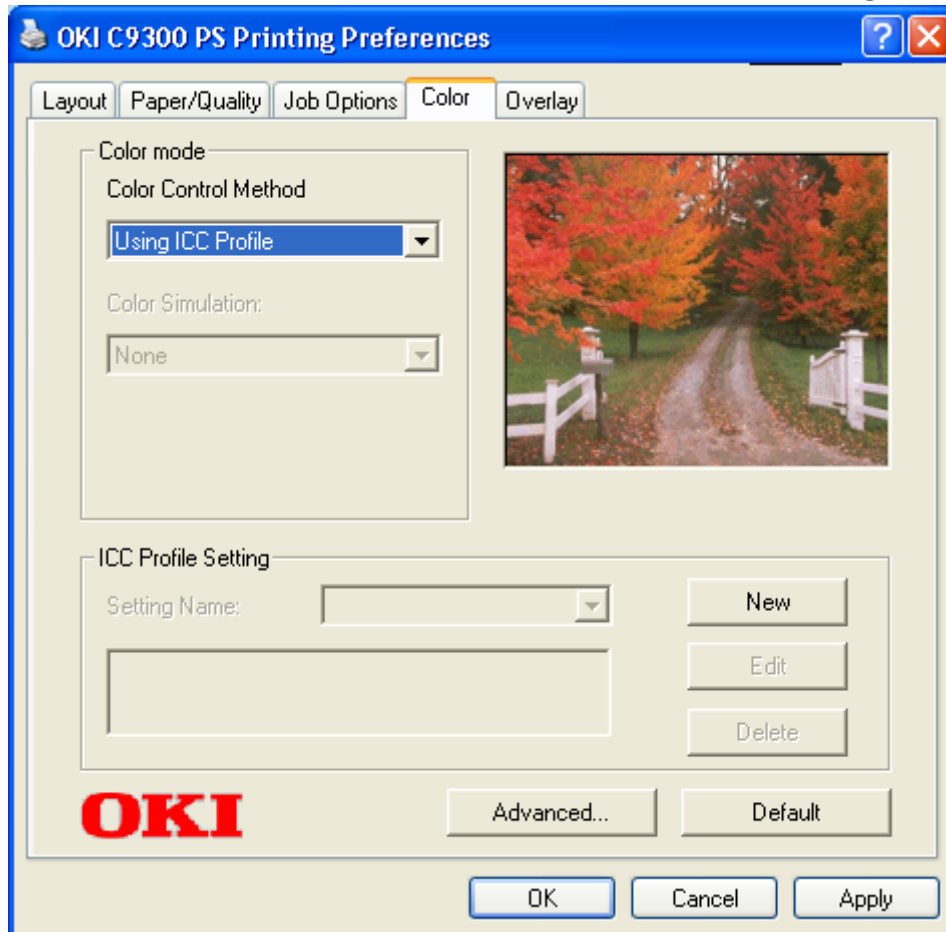 OKI C9300 PS Printing Preferences
Layout Paper/Quality Job Options Color Overlay
Color mode
Color Control Method
Using ICC Profile
Color Simulation:
None
ICC Profile Setting
Setting Name:
New
Edit
Delete
OKI
Advanced... Default
OK Cancel Apply